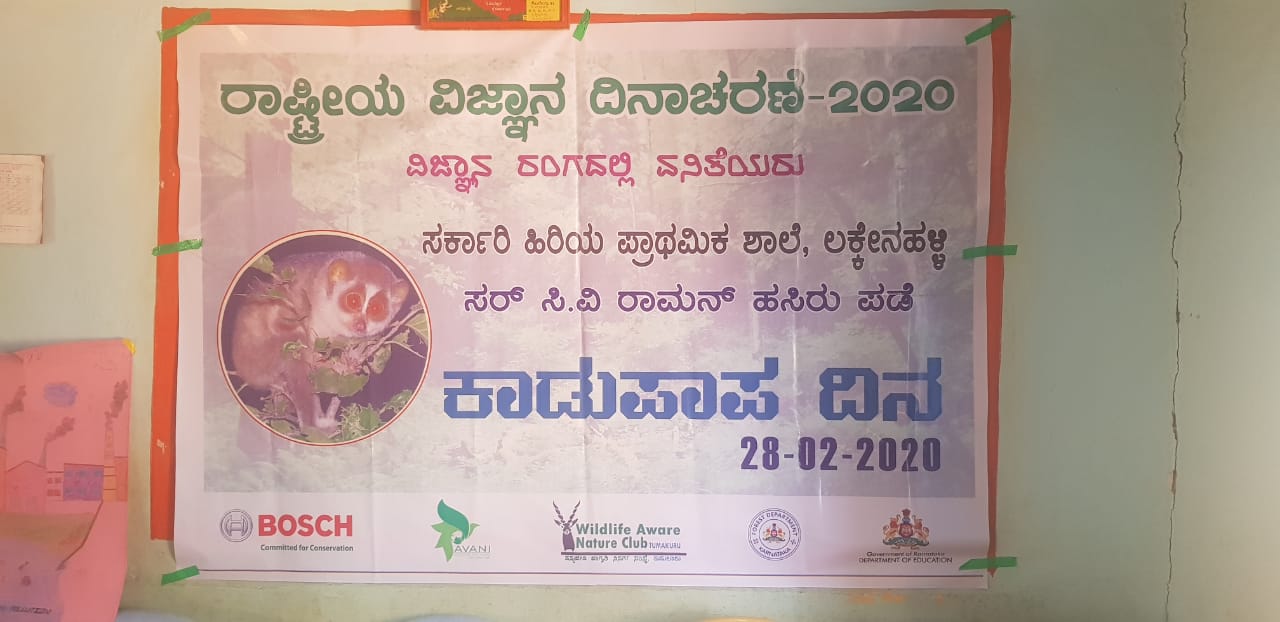 ರಾಷ್ಟ್ರೀಯ ವಿಜ್ಞಾನ ದಿನಾಚರಣೆ-2020
ವಿಜ್ಞಾನ ರಂಗದಲ್ಲಿ ವನಿತೆಯರು
ಸರ್ಕಾರಿ ಹಿರಿಯ ಪ್ರಾಥಮಿಕ ಶಾಲೆ, ಲಕ್ಕೇನಹಳ್ಳಿ
ಸರ್ ಸಿ.ವಿ ರಾಮನ್ ಹಸಿರು ಪಡೆ
ಕಾಡುಪಾಪ ದಿನ
28-02-2020
BOSCH
Committed for Conservation
AVANI
Wildlife Aware
Nature Club TUMAKURU
FOREST DEPARTMENT
KARNATAKA
Government of Karnataka
DEPARTMENT OF EDUCATION